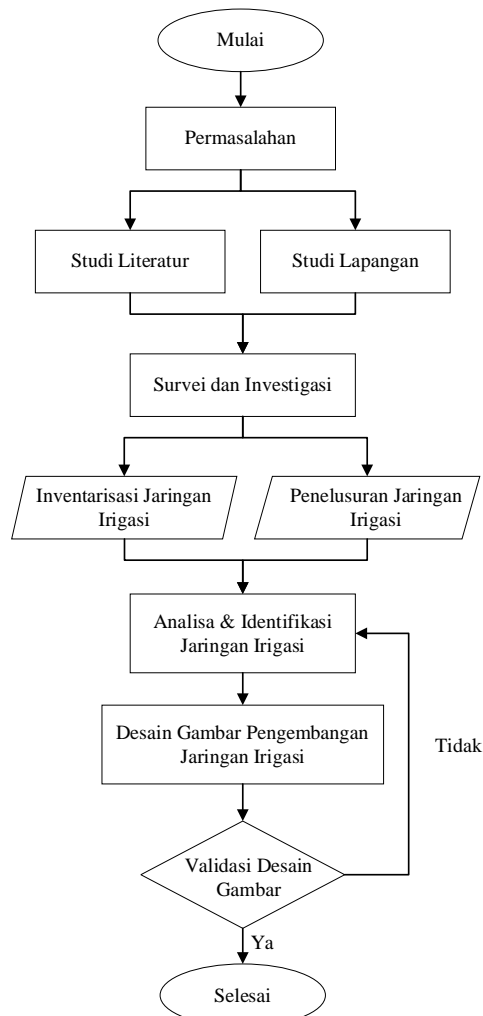 Mulai
Permasalahan
Studi Literatur
Studi Lapangan
Survei dan Investigasi
Inventarisasi Jaringan
Irigasi
Penelusuran Jaringan
Irigasi
Analisa & Identifikasi
Jaringan Irigasi
Desain Gambar Pengembangan
Jaringan Irigasi
Tidak
Validasi Desain
Gambar
Ya
Selesai